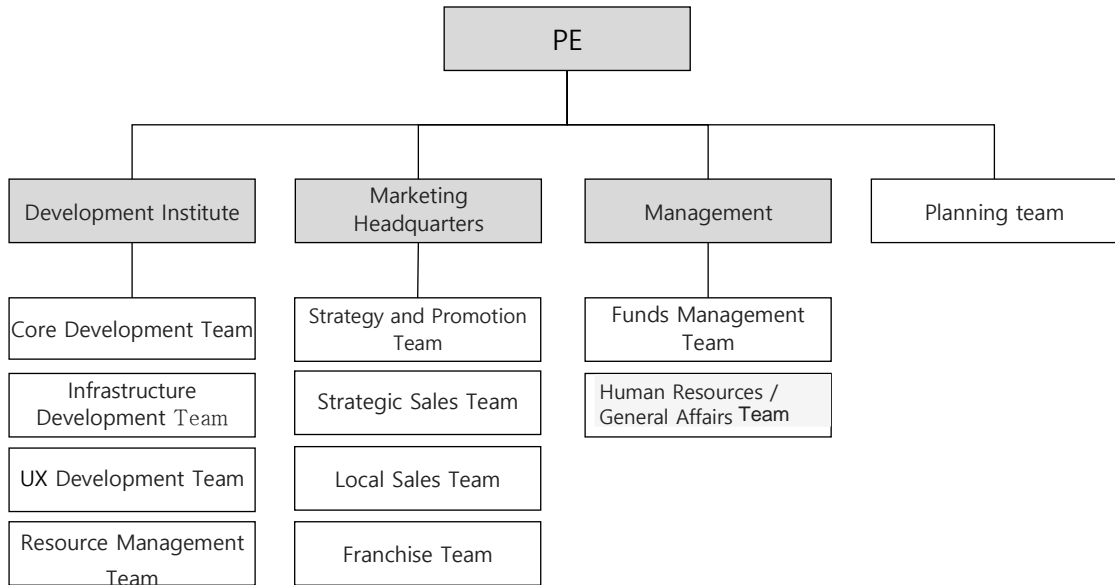 PE
Development Institute
Marketing
Headquarters
Management
Planning team
Core Development Team
Infrastructure
Development Team
UX Development Team
Resource Management
Team
Strategy and Promotion
Team
Strategic Sales Team
Local Sales Team
Franchise Team
Funds Management
Team
Human Resources /
General Affairs Team